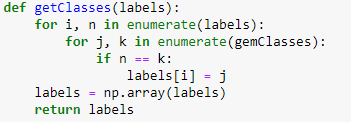 def getClasses(labels):
    for i, n in enumerate(labels):
        for j, k in enumerate(gemClasses):
            if n == k:
                labels[i] = j
    labels = np.array(labels)
    return labels